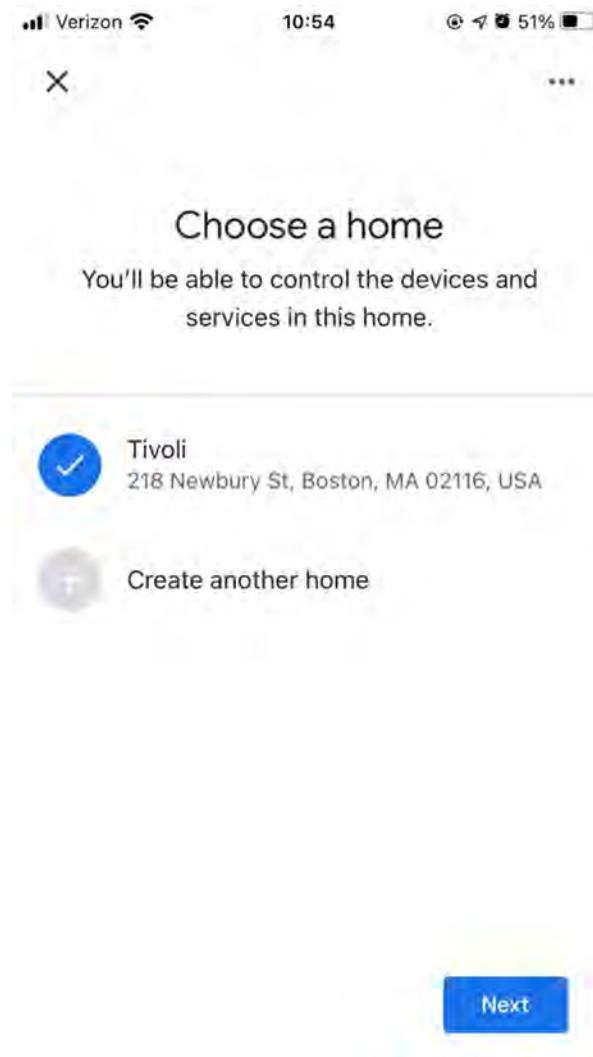 Verizon 10:54 51%
Choose a home
You'll be able to control the devices and
services in this home.
Tivoli
218 Newbury St, Boston, MA 02116, USA
Create another home
Next